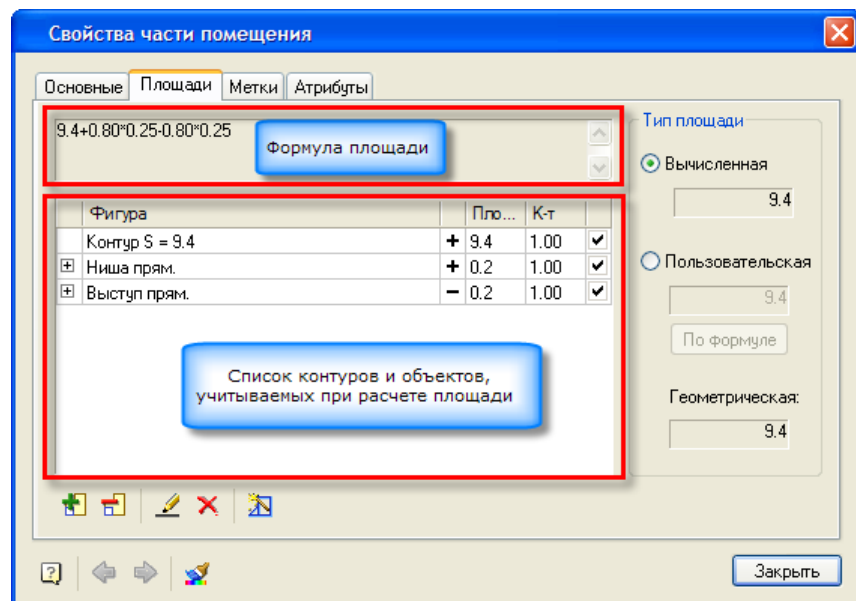 Свойства части помещения
Основные Площади Метки Атрибуты
9.4+0.80*0.25-0.80*0.25
Формула площади
Фигура Пло... К-т
Контур S = 9.4 + 9.4 1.00
Ниша прям. + 0.2 1.00
Выступ прям. − 0.2 1.00
Список контуров и объектов,
учитываемых при расчете площади
Тип площади
Вычисленная
9.4
Пользовательская
9.4
По формуле
Геометрическая:
9.4
Закрыть